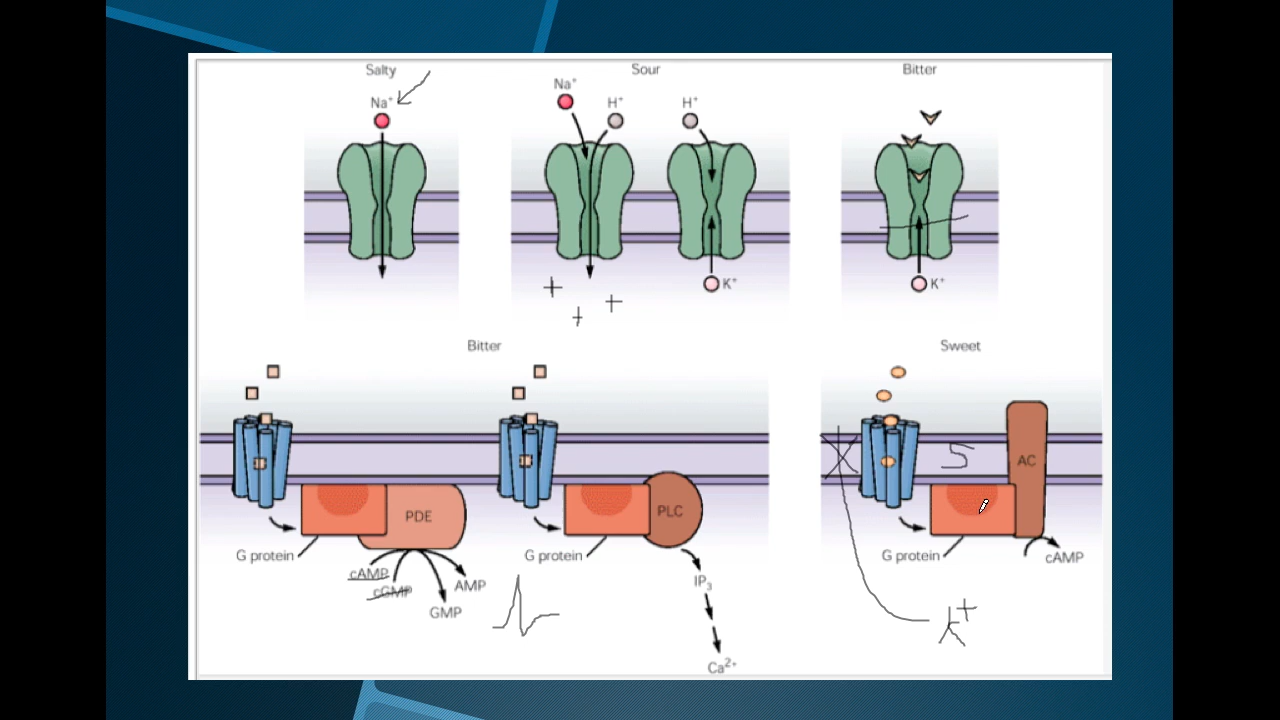 Salty
Sour
Bitter
Na⁺
Na⁺
H⁺
H⁺
K⁺
K⁺
+ + +
Bitter
Sweet
S
AC
PDE
PLC
G protein
G protein
G protein
cAMP
cAMP
cGMP
AMP
IP₃
GMP
K⁺
Ca²⁺